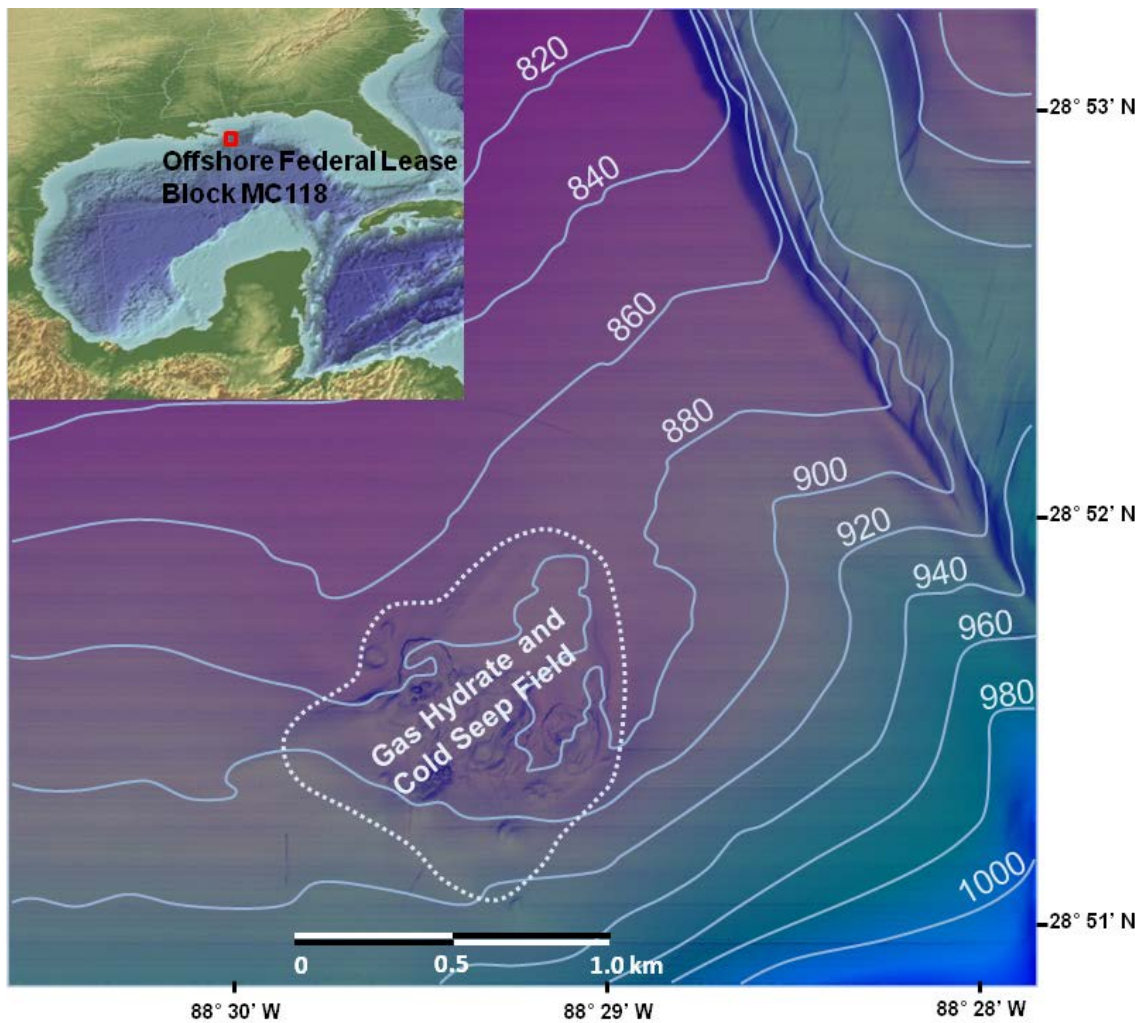 Offshore Federal Lease
Block MC118
820
840
860
880
900
920
940
960
980
1000
Gas Hydrate and
Cold Seep Field
0 0.5 1.0 km
28° 53' N
28° 52' N
28° 51' N
88° 30' W 88° 29' W 88° 28' W